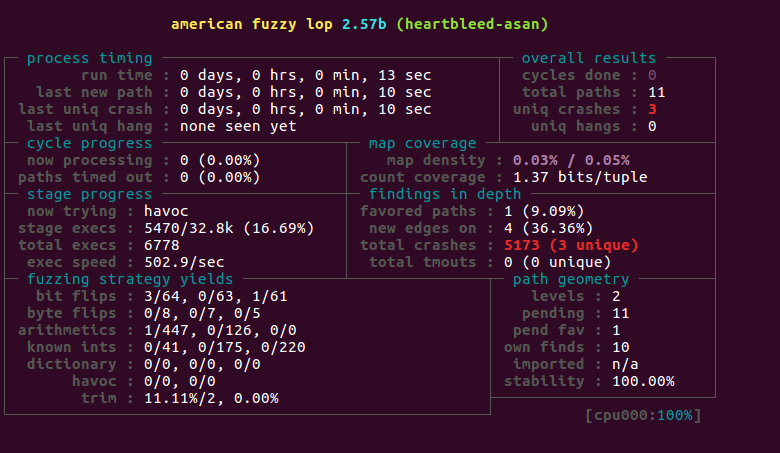 american fuzzy lop 2.57b (heartbleed-asan)
process timing overall results
run time : 0 days, 0 hrs, 0 min, 13 sec cycles done : 0
last new path : 0 days, 0 hrs, 0 min, 10 sec total paths : 11
last uniq crash : 0 days, 0 hrs, 0 min, 10 sec uniq crashes : 3
last uniq hang : none seen yet uniq hangs : 0
cycle progress map coverage
now processing : 0 (0.00%) map density : 0.03% / 0.05%
paths timed out : 0 (0.00%) count coverage : 1.37 bits/tuple
stage progress findings in depth
now trying : havoc favored paths : 1 (9.09%)
stage execs : 5470/32.8k (16.69%) new edges on : 4 (36.36%)
total execs : 6778 total crashes : 5173 (3 unique)
exec speed : 502.9/sec total tmouts : 0 (0 unique)
fuzzing strategy yields path geometry
bit flips : 3/64, 0/63, 1/61 levels : 2
byte flips : 0/8, 0/7, 0/5 pending : 11
arithmetics : 1/447, 0/126, 0/0 pend fav : 1
known ints : 0/41, 0/175, 0/220 own finds : 10
dictionary : 0/0, 0/0, 0/0 imported : n/a
havoc : 0/0, 0/0 stability : 100.00%
trim : 11.11%/2, 0.00%
[cpu000:100%]